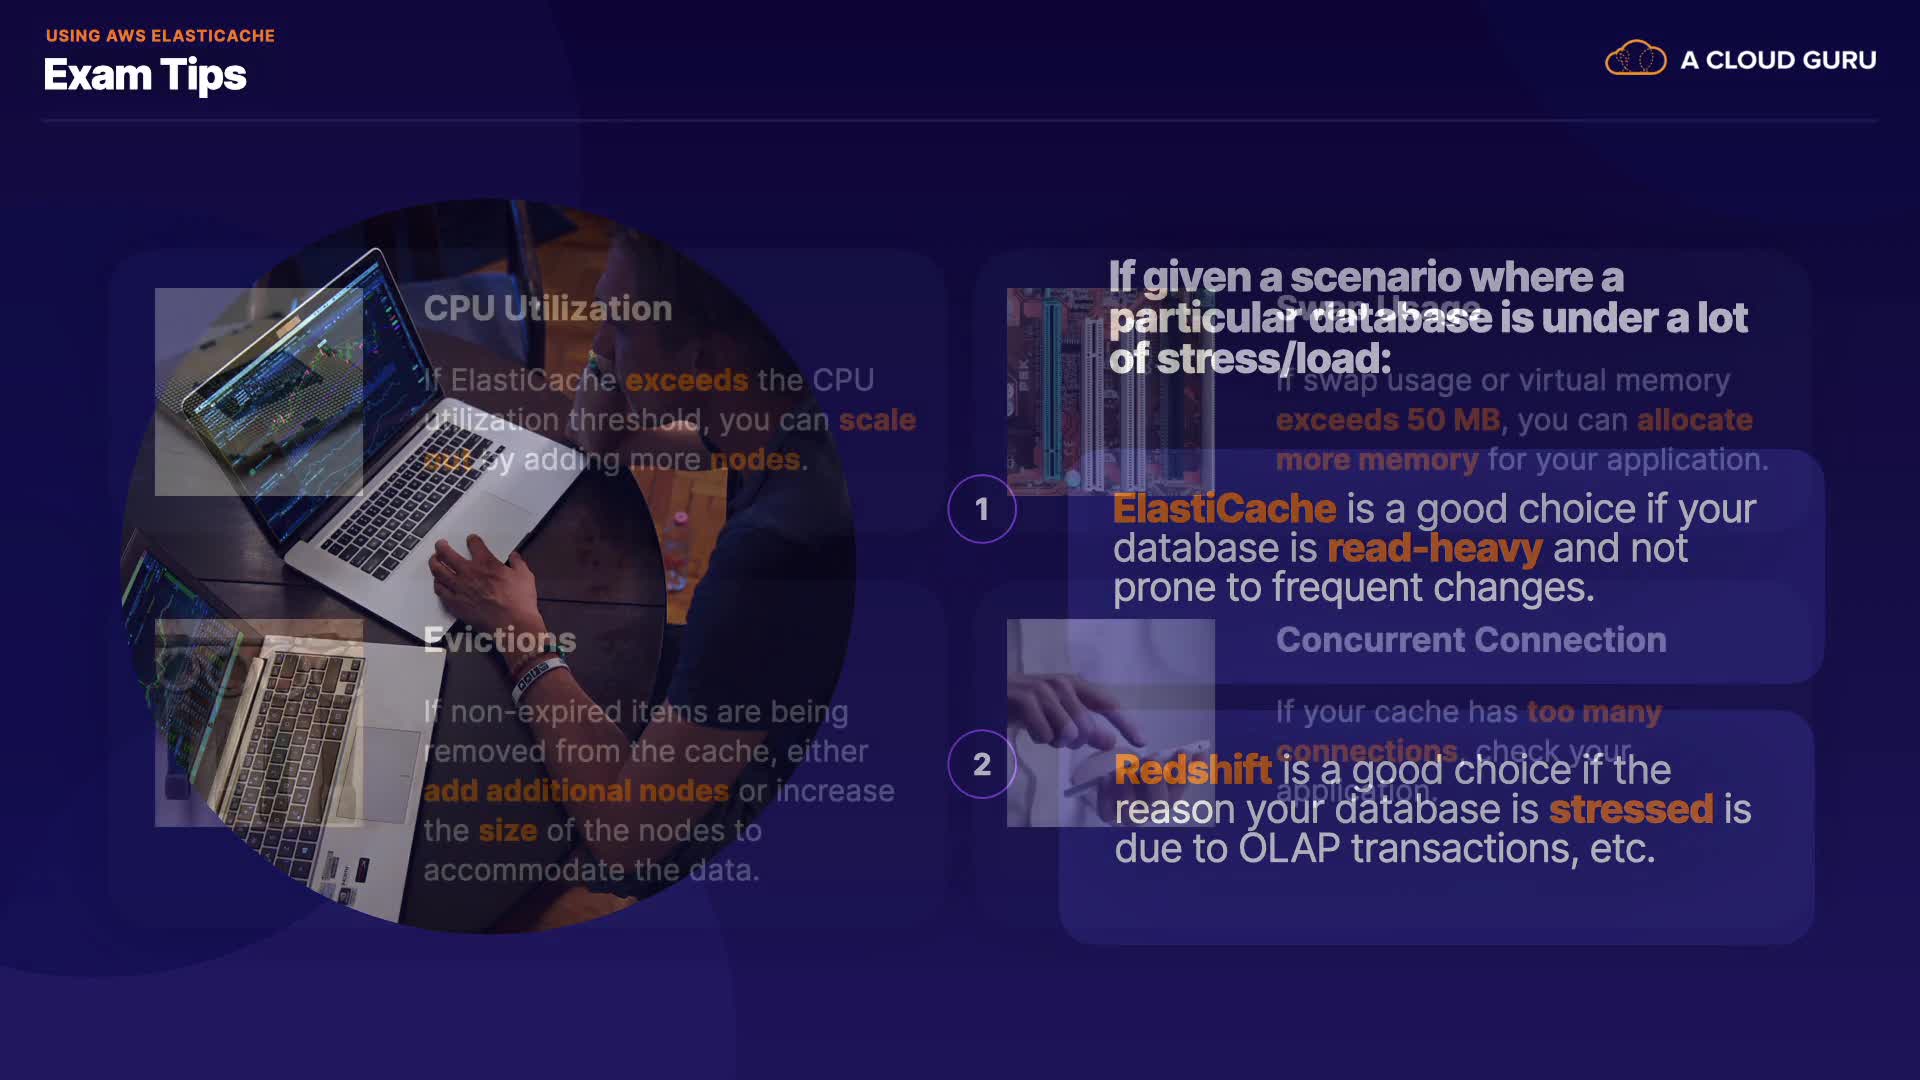 USING AWS ELASTICACHE
Exam Tips
A CLOUD GURU
CPU Utilization
If ElastiCache exceeds the CPU
utilization threshold, you can scale
out by adding more nodes.
Swap Usage
If swap usage or virtual memory
exceeds 50 MB, you can allocate
more memory for your application.
Evictions
If non-expired items are being
removed from the cache, either
add additional nodes or increase
the size of the nodes to
accommodate the data.
Concurrent Connection
If your cache has too many
connections, check your
application.
If given a scenario where a
particular database is under a lot
of stress/load:
1
ElastiCache is a good choice if your
database is read-heavy and not
prone to frequent changes.
2
Redshift is a good choice if the
reason your database is stressed is
due to OLAP transactions, etc.